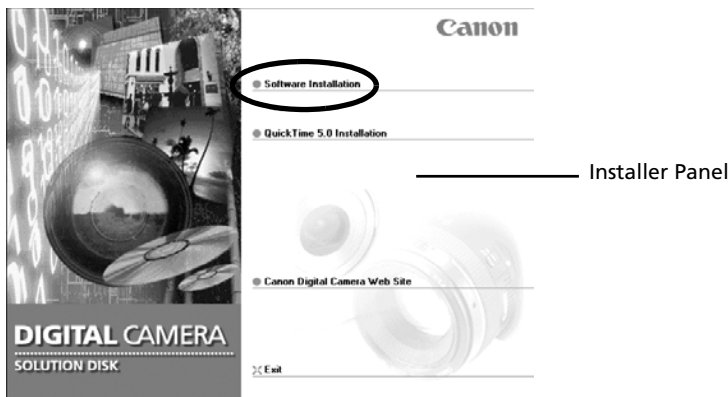 Canon
Software Installation
QuickTime 5.0 Installation
Installer Panel
Canon Digital Camera Web Site
DIGITAL CAMERA
SOLUTION DISK
Exit